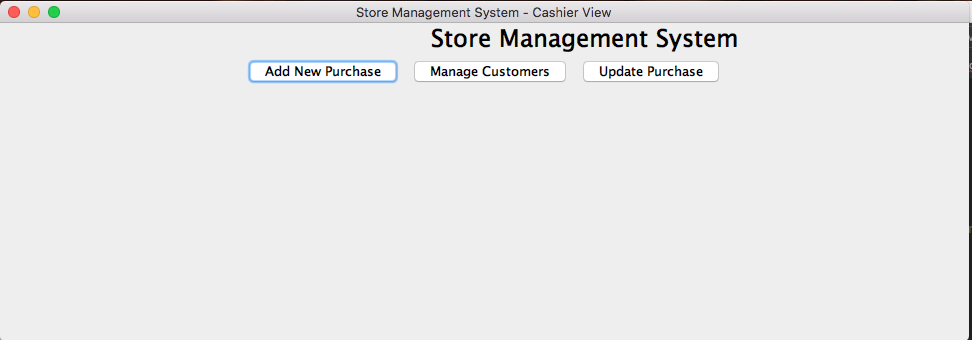 Store Management System - Cashier View
Store Management System
Add New Purchase Manage Customers Update Purchase